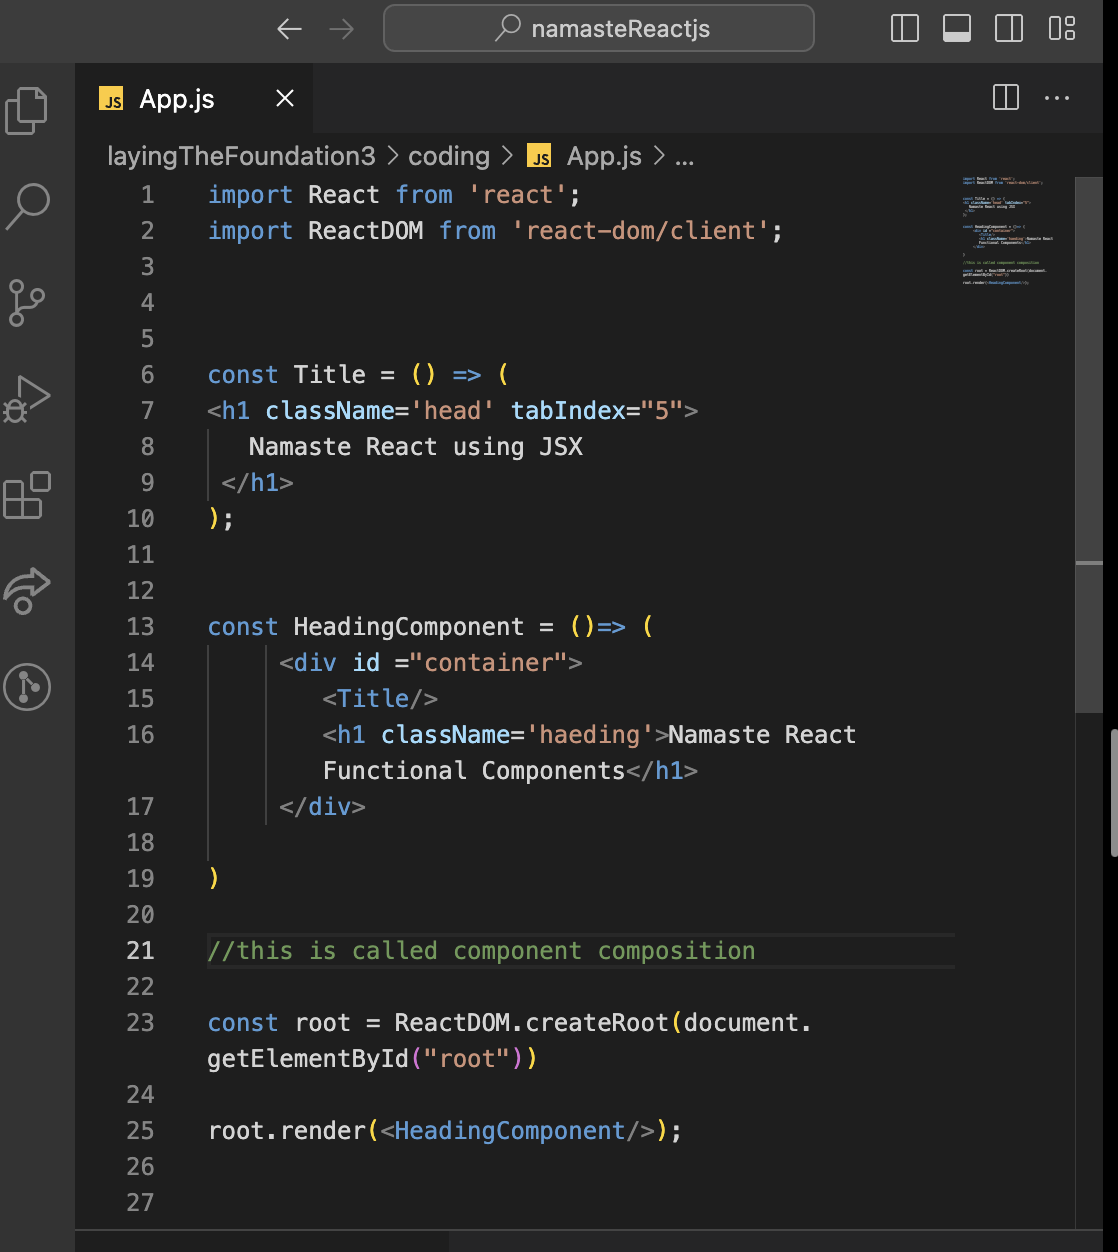 namasteReactjs
JS App.js
layingTheFoundation3 > coding > JS App.js > ...
1 import React from 'react';
2 import ReactDOM from 'react-dom/client';
3
4
5
6 const Title = () => (
7 <h1 className='head' tabIndex="5">
8 Namaste React using JSX
9 </h1>
10 );
11
12
13 const HeadingComponent = ()=> (
14 <div id ="container">
15 <Title/>
16 <h1 className='haeding'>Namaste React
Functional Components</h1>
17 </div>
18
19 )
20
21 //this is called component composition
22
23 const root = ReactDOM.createRoot(document.
getElementById("root"))
24
25 root.render(<HeadingComponent/>);
26
27